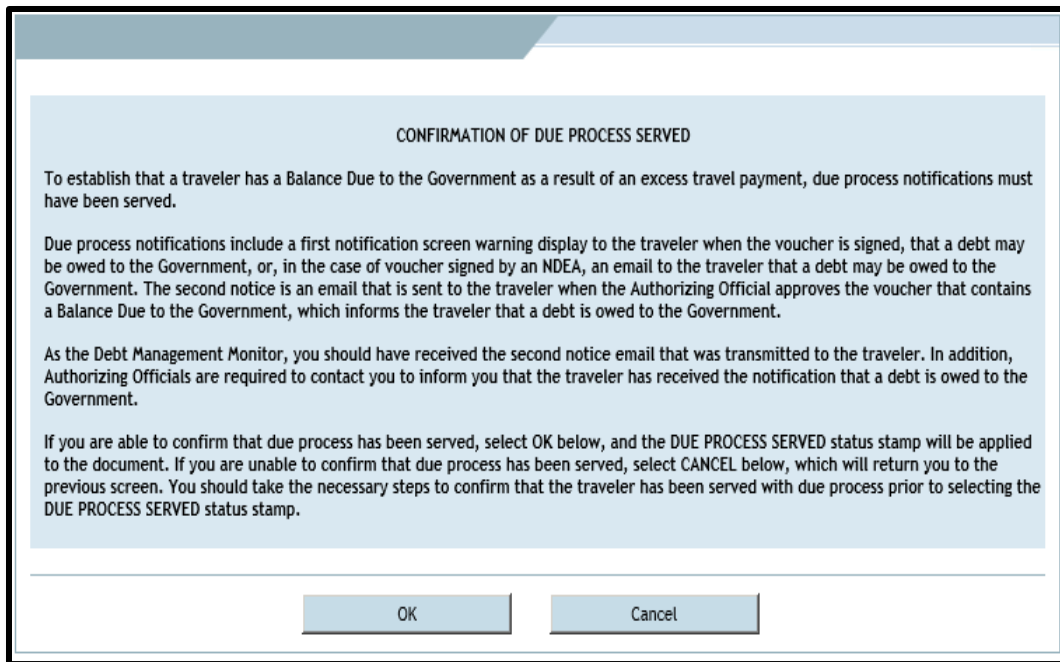 CONFIRMATION OF DUE PROCESS SERVED
To establish that a traveler has a Balance Due to the Government as a result of an excess travel payment, due process notifications must
have been served.
Due process notifications include a first notification screen warning display to the traveler when the voucher is signed, that a debt may
be owed to the Government, or, in the case of voucher signed by an NDEA, an email to the traveler that a debt may be owed to the
Government. The second notice is an email that is sent to the traveler when the Authorizing Official approves the voucher that contains
a Balance Due to the Government, which informs the traveler that a debt is owed to the Government.
As the Debt Management Monitor, you should have received the second notice email that was transmitted to the traveler. In addition,
Authorizing Officials are required to contact you to inform you that the traveler has received the notification that a debt is owed to the
Government.
If you are able to confirm that due process has been served, select OK below, and the DUE PROCESS SERVED status stamp will be applied
to the document. If you are unable to confirm that due process has been served, select CANCEL below, which will return you to the
previous screen. You should take the necessary steps to confirm that the traveler has been served with due process prior to selecting the
DUE PROCESS SERVED status stamp.
OK
Cancel